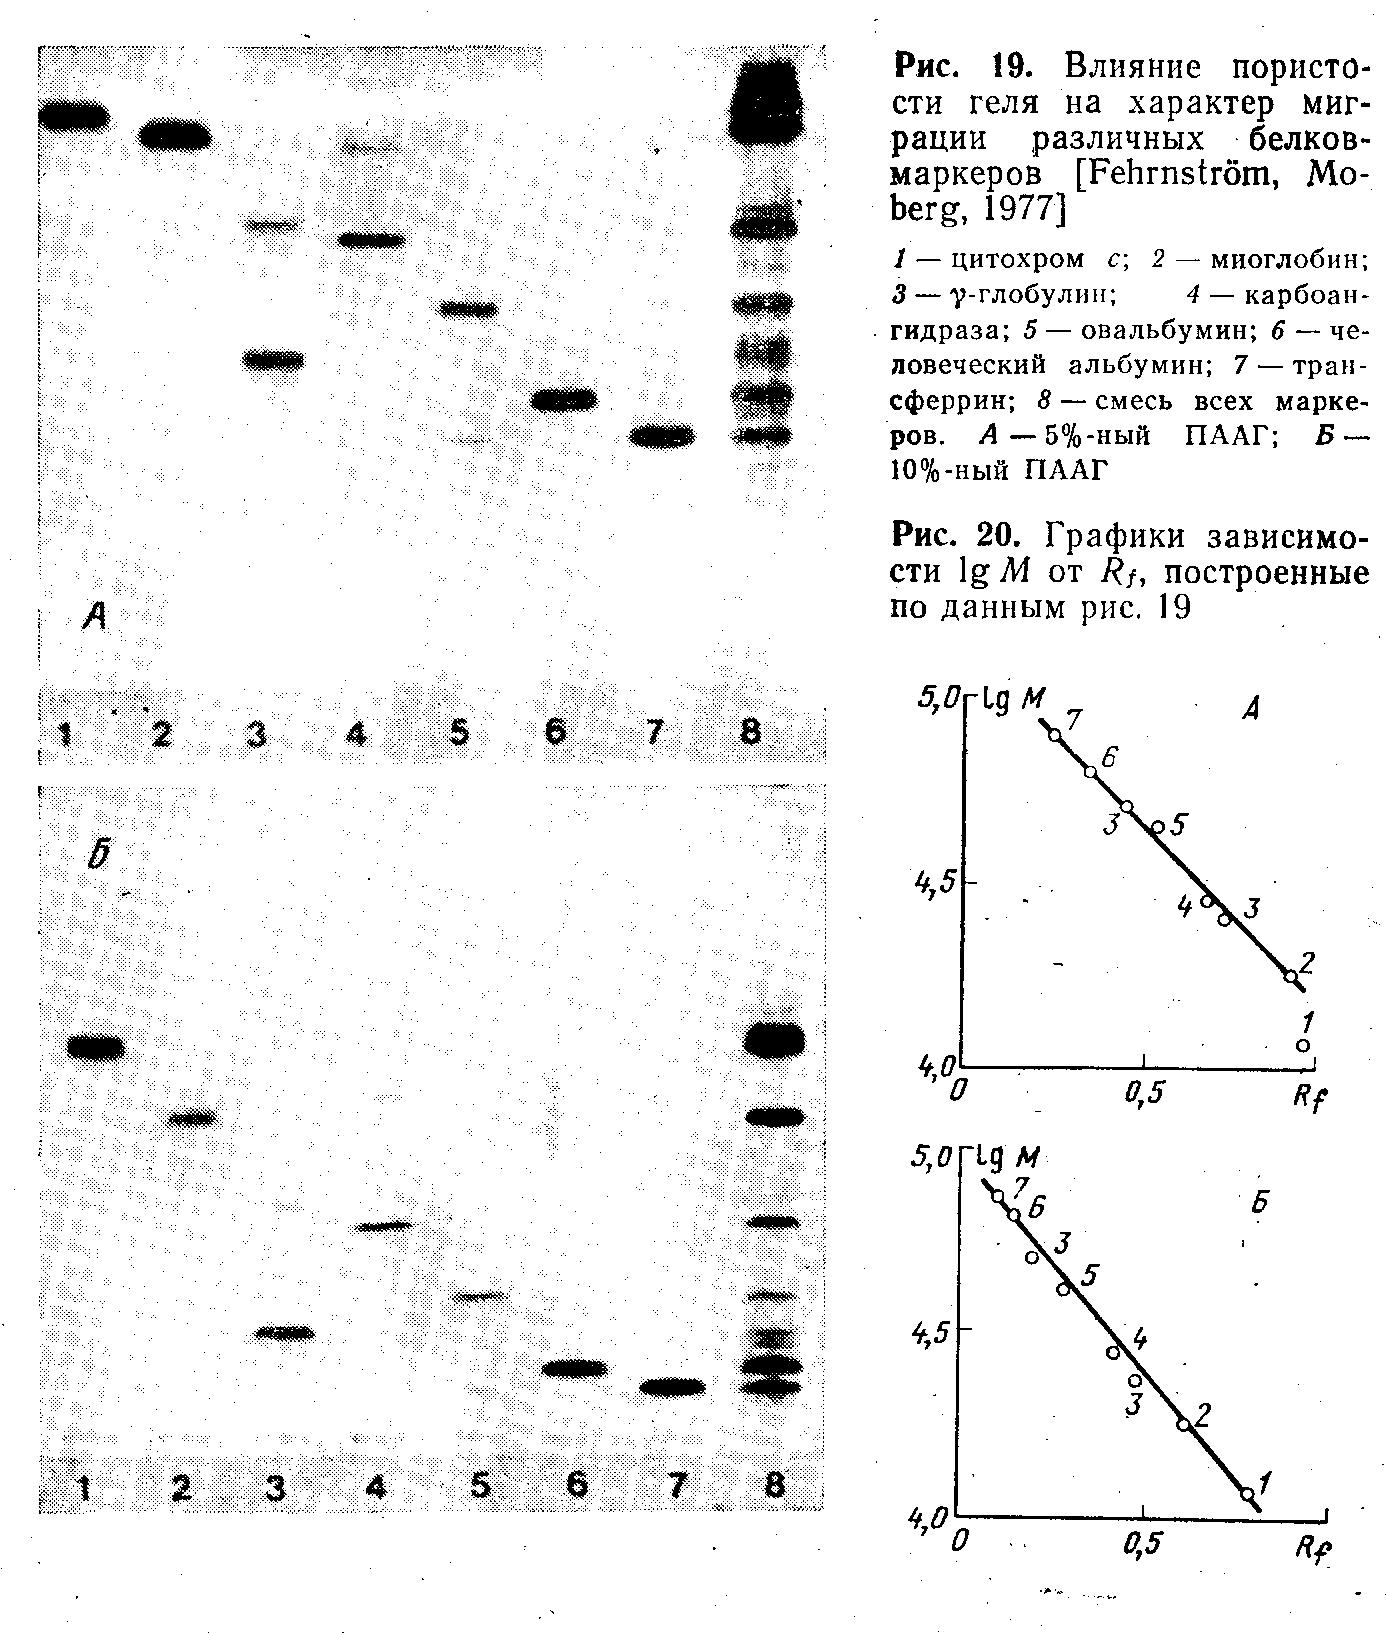 Рис. 19. Влияние пористо-
сти геля на характер миг-
рации различных белков-
маркеров [Fehrnström, Mo-
berg, 1977]
1 — цитохром c; 2 — миоглобин;
3 — γ-глобулин; 4 — карбоан-
гидраза; 5 — овальбумин; 6 — че-
ловеческий альбумин; 7 — тран-
сферрин; 8 — смесь всех марке-
ров. А — 5%-ный ПААГ; Б —
10%-ный ПААГ
Рис. 20. Графики зависимо-
сти lg M от Rf, построенные
по данным рис. 19
А
1 2 3 4 5 6 7 8
Б
1 2 3 4 5 6 7 8
5,0 lg M А
7
6
3 5
4,5
4 3
2
1
4,0
0 0,5 Rf
5,0 lg M Б
7
6
3
5
4,5
4
3
2
1
4,0
0 0,5 Rf